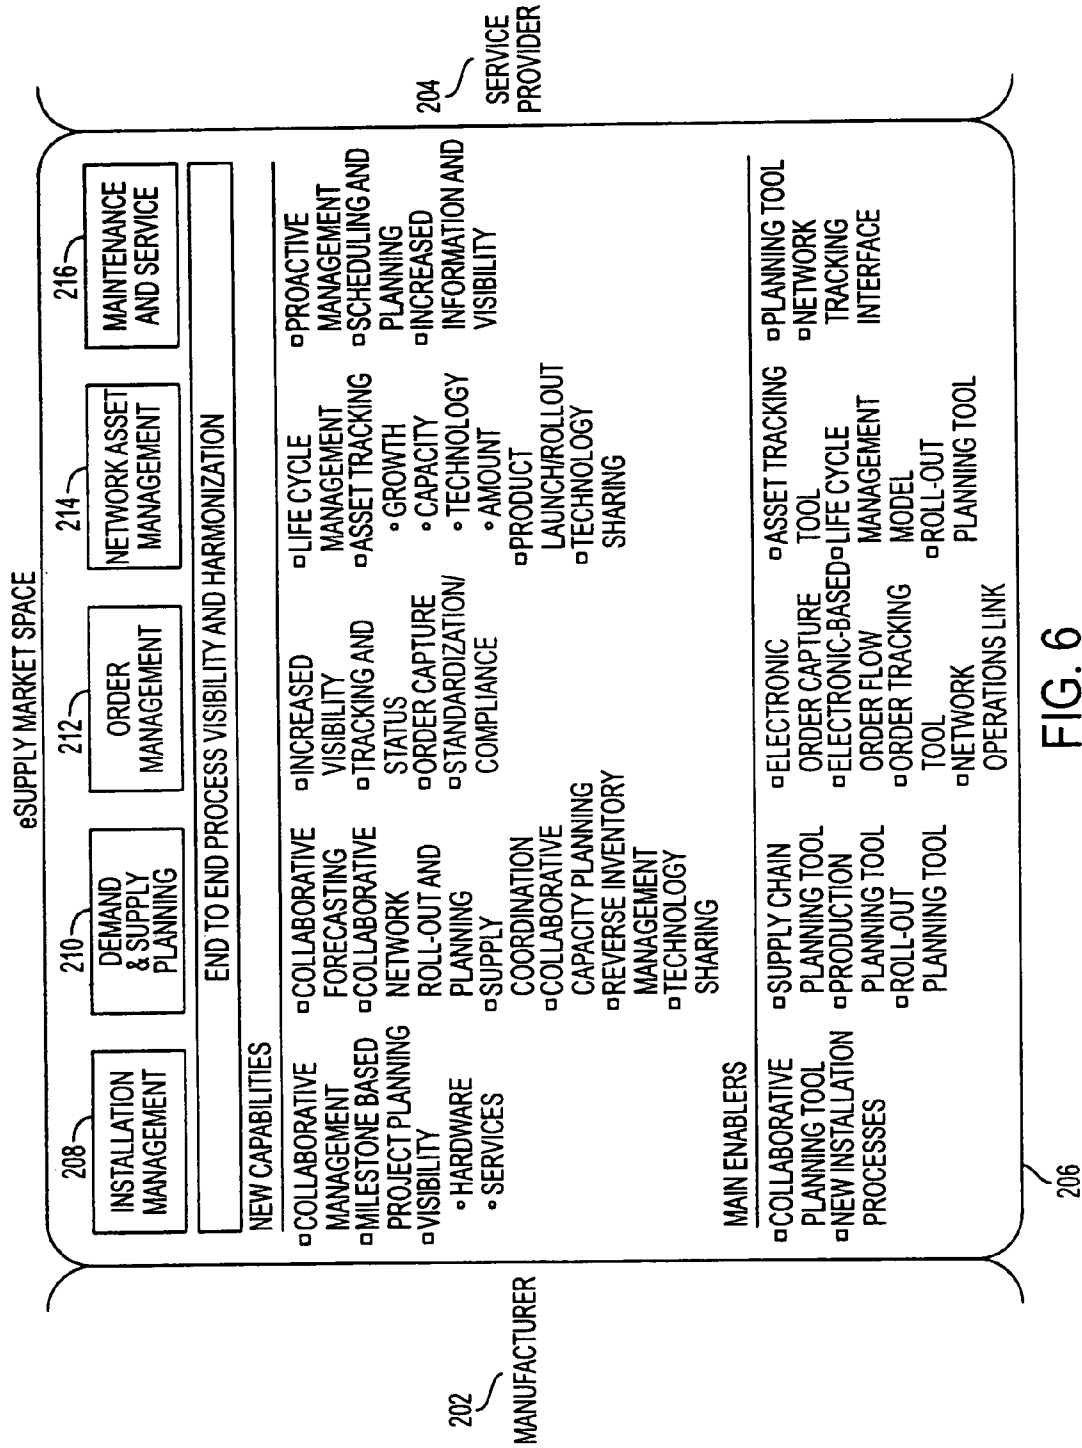 eSUPPLY MARKET SPACE
208
INSTALLATION
MANAGEMENT
210
DEMAND
& SUPPLY
PLANNING
212
ORDER
MANAGEMENT
214
NETWORK ASSET
MANAGEMENT
216
MAINTENANCE
AND SERVICE
END TO END PROCESS VISIBILITY AND HARMONIZATION
NEW CAPABILITIES
COLLABORATIVE
MANAGEMENT
MILESTONE BASED
PROJECT PLANNING
VISIBILITY
HARDWARE
SERVICES
COLLABORATIVE
FORECASTING
COLLABORATIVE
NETWORK
ROLL-OUT AND
PLANNING
SUPPLY
COORDINATION
COLLABORATIVE
CAPACITY PLANNING
REVERSE INVENTORY
MANAGEMENT
TECHNOLOGY
SHARING
INCREASED
VISIBILITY
TRACKING AND
STATUS
ORDER CAPTURE
STANDARDIZATION/
COMPLIANCE
LIFE CYCLE
MANAGEMENT
ASSET TRACKING
GROWTH
CAPACITY
TECHNOLOGY
AMOUNT
PRODUCT
LAUNCH/ROLLOUT
TECHNOLOGY
SHARING
PROACTIVE
MANAGEMENT
SCHEDULING AND
PLANNING
INCREASED
INFORMATION AND
VISIBILITY
MAIN ENABLERS
COLLABORATIVE
PLANNING TOOL
NEW INSTALLATION
PROCESSES
SUPPLY CHAIN
PLANNING TOOL
PRODUCTION
PLANNING TOOL
ROLL-OUT
PLANNING TOOL
ELECTRONIC
ORDER CAPTURE
ELECTRONIC-BASED
ORDER FLOW
ORDER TRACKING
TOOL
NETWORK
OPERATIONS LINK
ASSET TRACKING
TOOL
LIFE CYCLE
MANAGEMENT
MODEL
ROLL-OUT
PLANNING TOOL
PLANNING TOOL
NETWORK
TRACKING
INTERFACE
202
MANUFACTURER
204
SERVICE
PROVIDER
206
FIG. 6